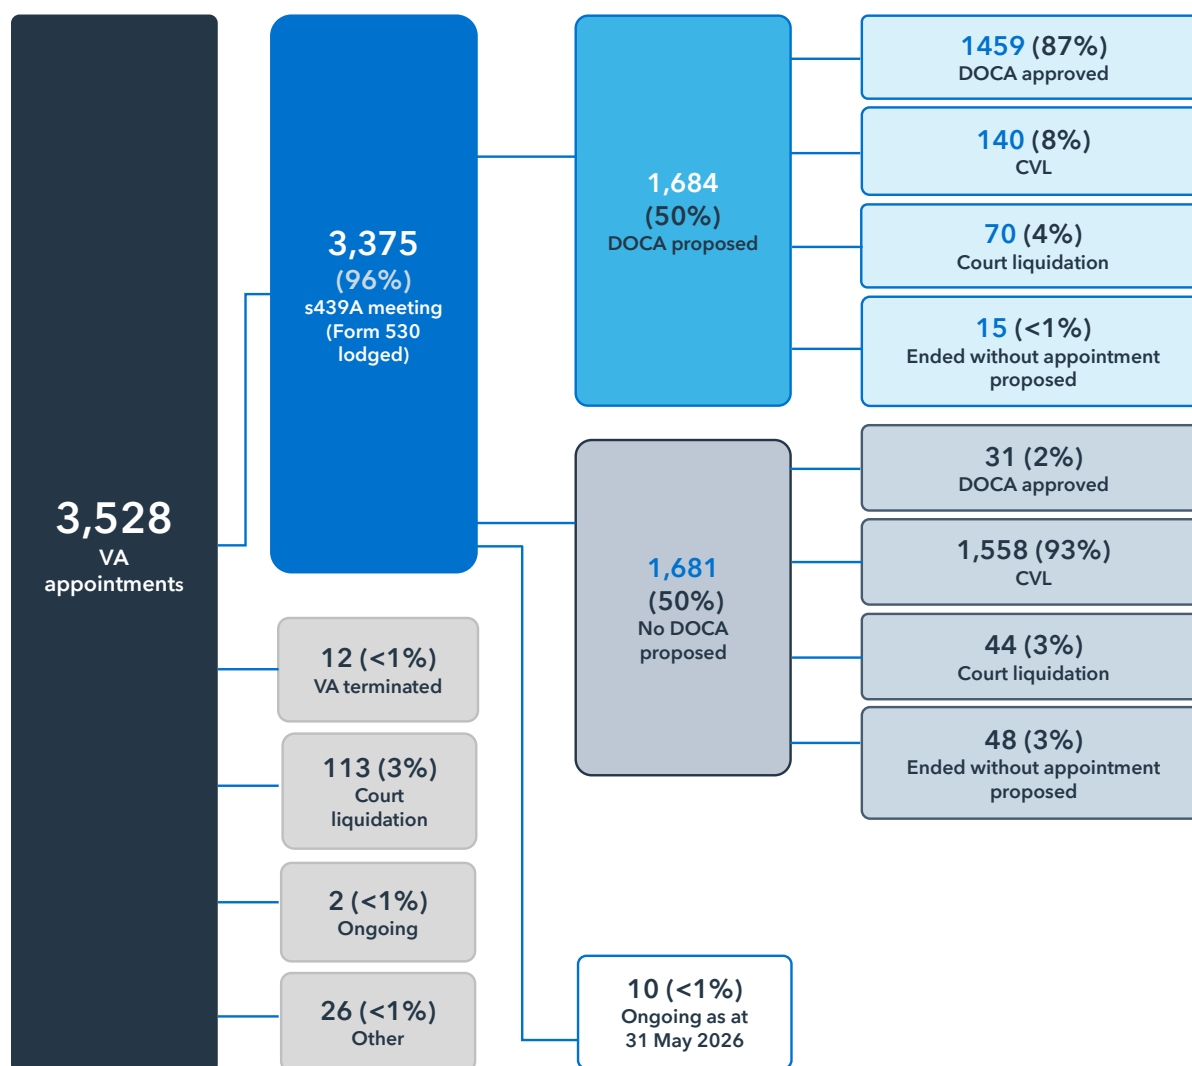 3,528
VA
appointments
3,375
(96%)
s439A meeting
(Form 530
lodged)
12 (<1%)
VA terminated
113 (3%)
Court
liquidation
2 (<1%)
Ongoing
26 (<1%)
Other
1,684
(50%)
DOCA proposed
1,681
(50%)
No DOCA
proposed
10 (<1%)
Ongoing as at
31 May 2026
1459 (87%)
DOCA approved
140 (8%)
CVL
70 (4%)
Court liquidation
15 (<1%)
Ended without appointment
proposed
31 (2%)
DOCA approved
1,558 (93%)
CVL
44 (3%)
Court liquidation
48 (3%)
Ended without appointment
proposed